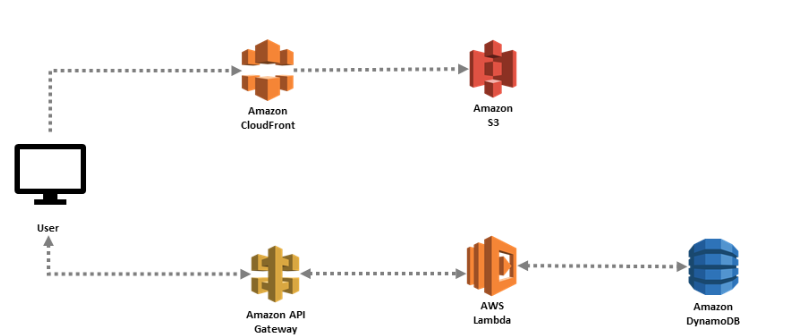 Amazon
CloudFront
Amazon
S3
User
Amazon API
Gateway
AWS
Lambda
Amazon
DynamoDB